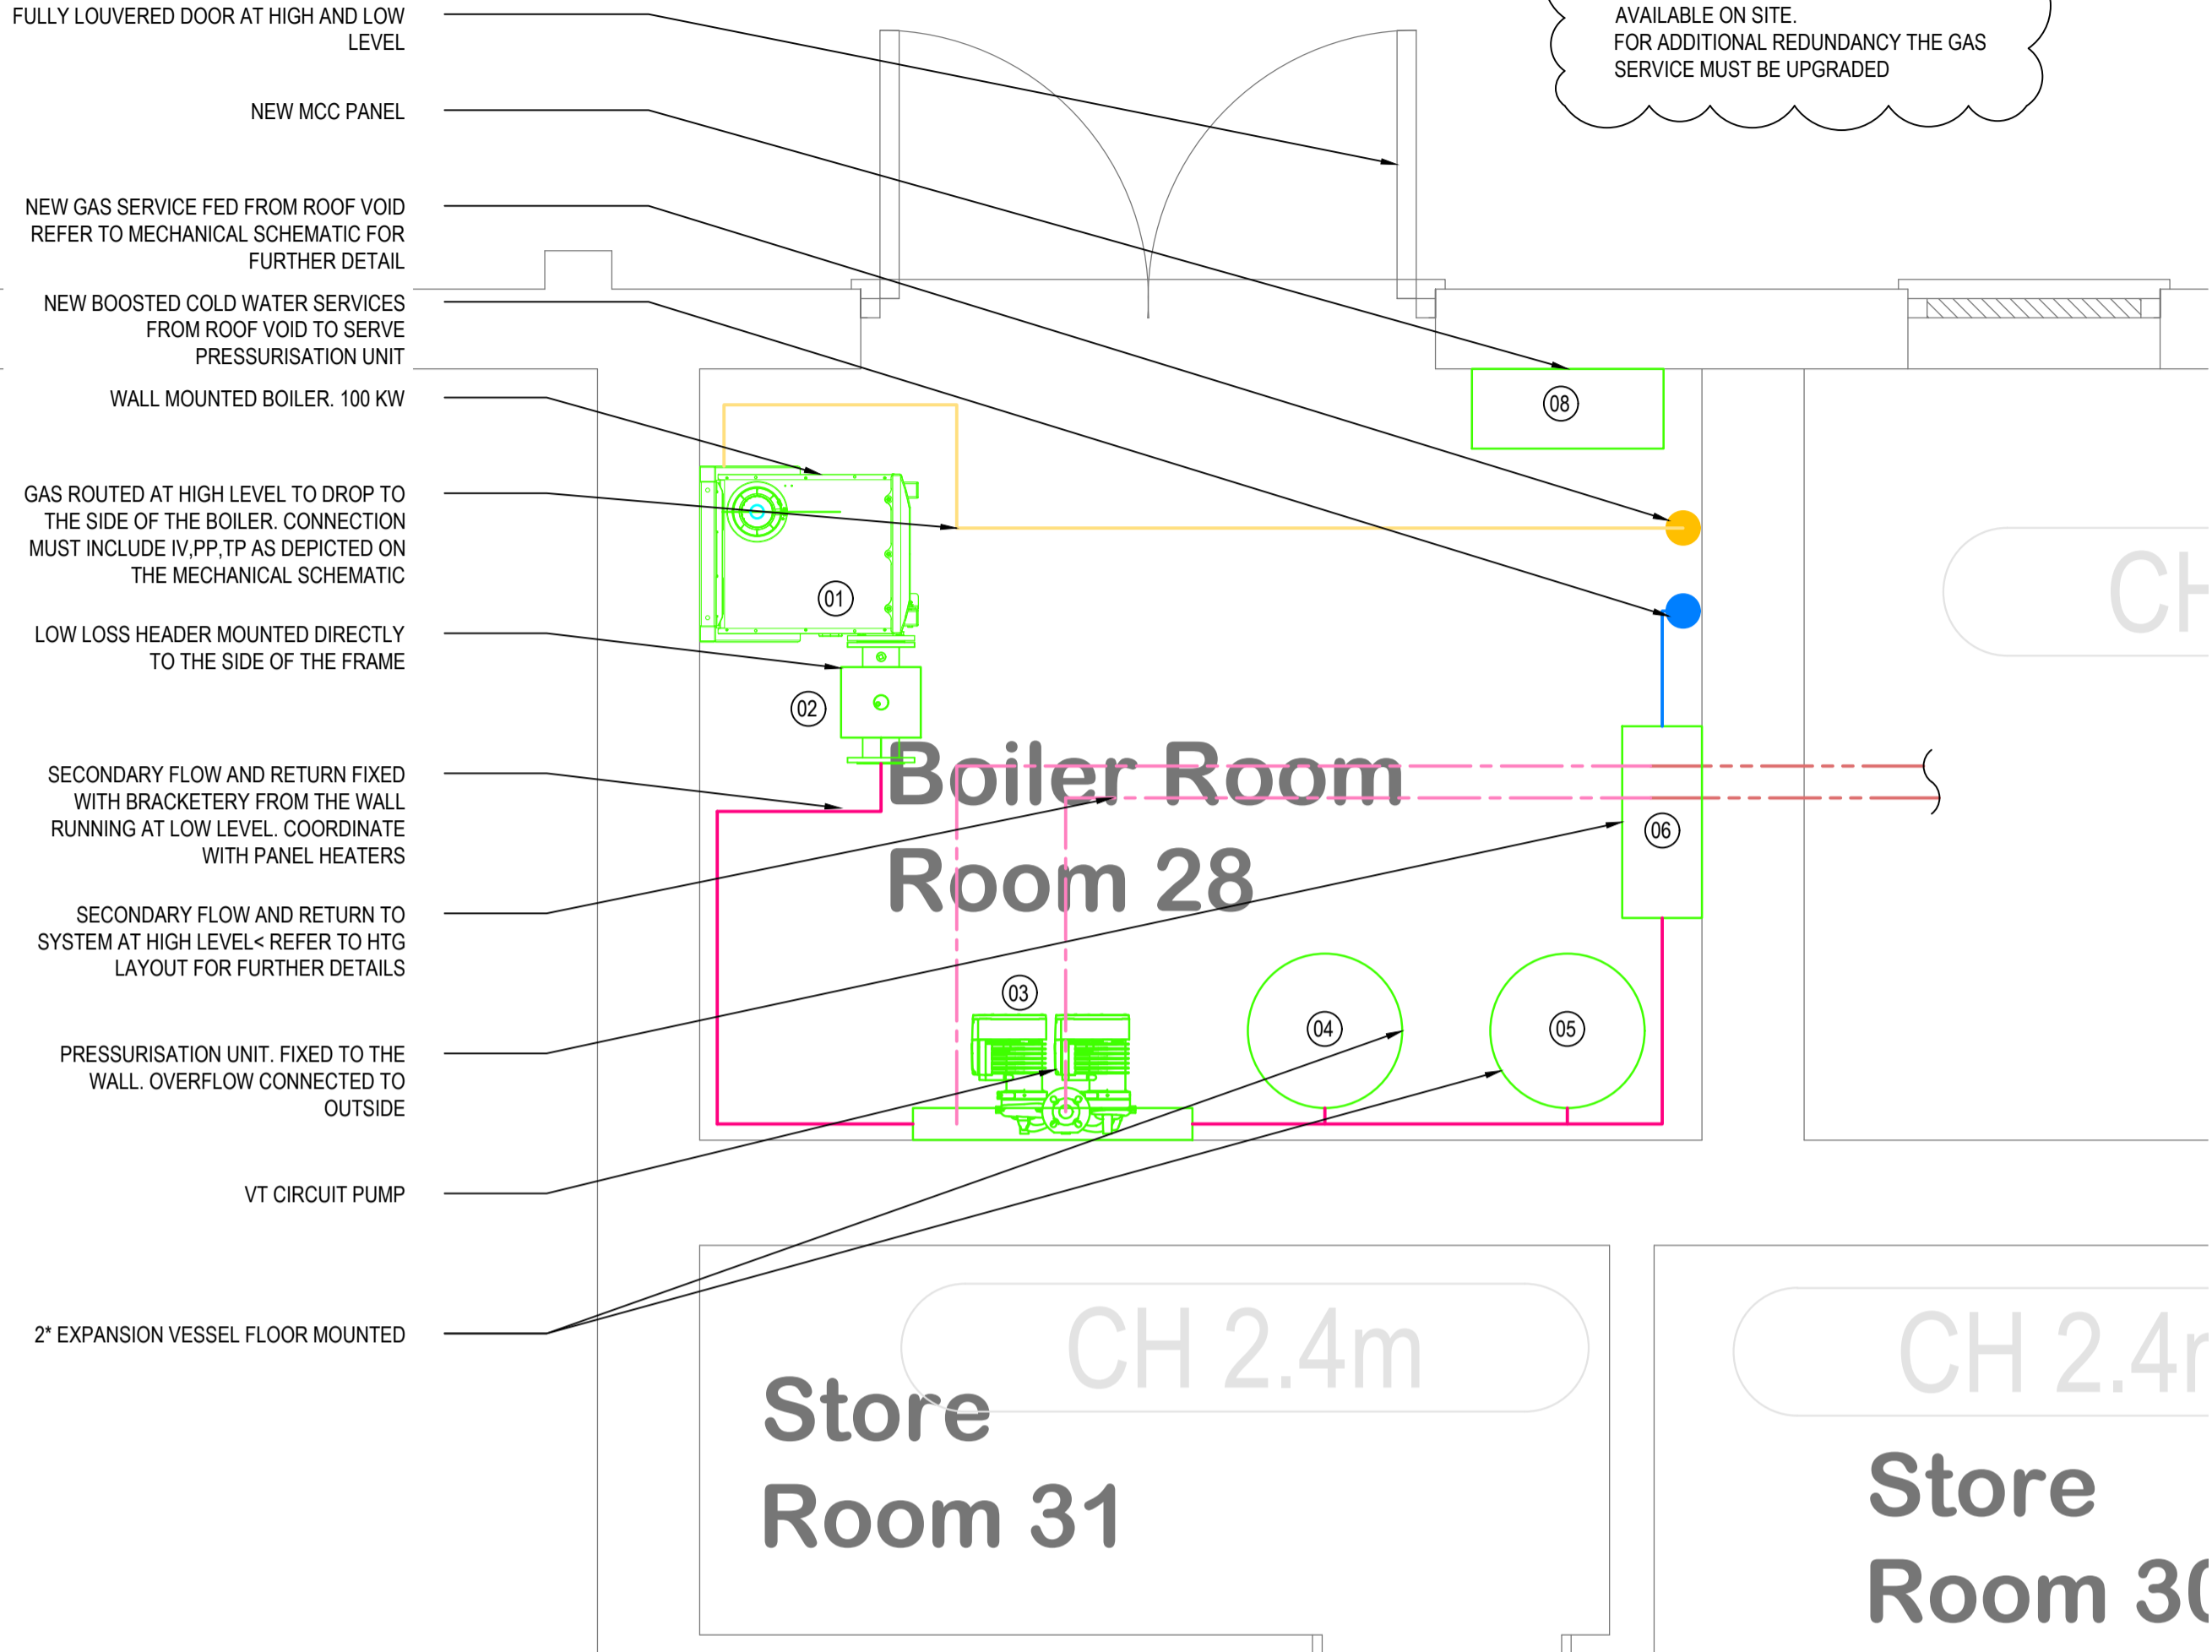 FULLY LOUVERED DOOR AT HIGH AND LOW
LEVEL
AVAILABLE ON SITE.
FOR ADDITIONAL REDUNDANCY THE GAS
SERVICE MUST BE UPGRADED
NEW MCC PANEL
NEW GAS SERVICE FED FROM ROOF VOID
REFER TO MECHANICAL SCHEMATIC FOR
FURTHER DETAIL
NEW BOOSTED COLD WATER SERVICES
FROM ROOF VOID TO SERVE
PRESSURISATION UNIT
WALL MOUNTED BOILER. 100 KW
GAS ROUTED AT HIGH LEVEL TO DROP TO
THE SIDE OF THE BOILER. CONNECTION
MUST INCLUDE IV,PP,TP AS DEPICTED ON
THE MECHANICAL SCHEMATIC
LOW LOSS HEADER MOUNTED DIRECTLY
TO THE SIDE OF THE FRAME
SECONDARY FLOW AND RETURN FIXED
WITH BRACKETERY FROM THE WALL
RUNNING AT LOW LEVEL. COORDINATE
WITH PANEL HEATERS
SECONDARY FLOW AND RETURN TO
SYSTEM AT HIGH LEVEL< REFER TO HTG
LAYOUT FOR FURTHER DETAILS
PRESSURISATION UNIT. FIXED TO THE
WALL. OVERFLOW CONNECTED TO
OUTSIDE
VT CIRCUIT PUMP
2* EXPANSION VESSEL FLOOR MOUNTED
08
01
02
CH
Boiler Room
Room 28
06
03
04
05
CH 2.4m
Store
Room 31
CH 2.4m
Store
Room 30